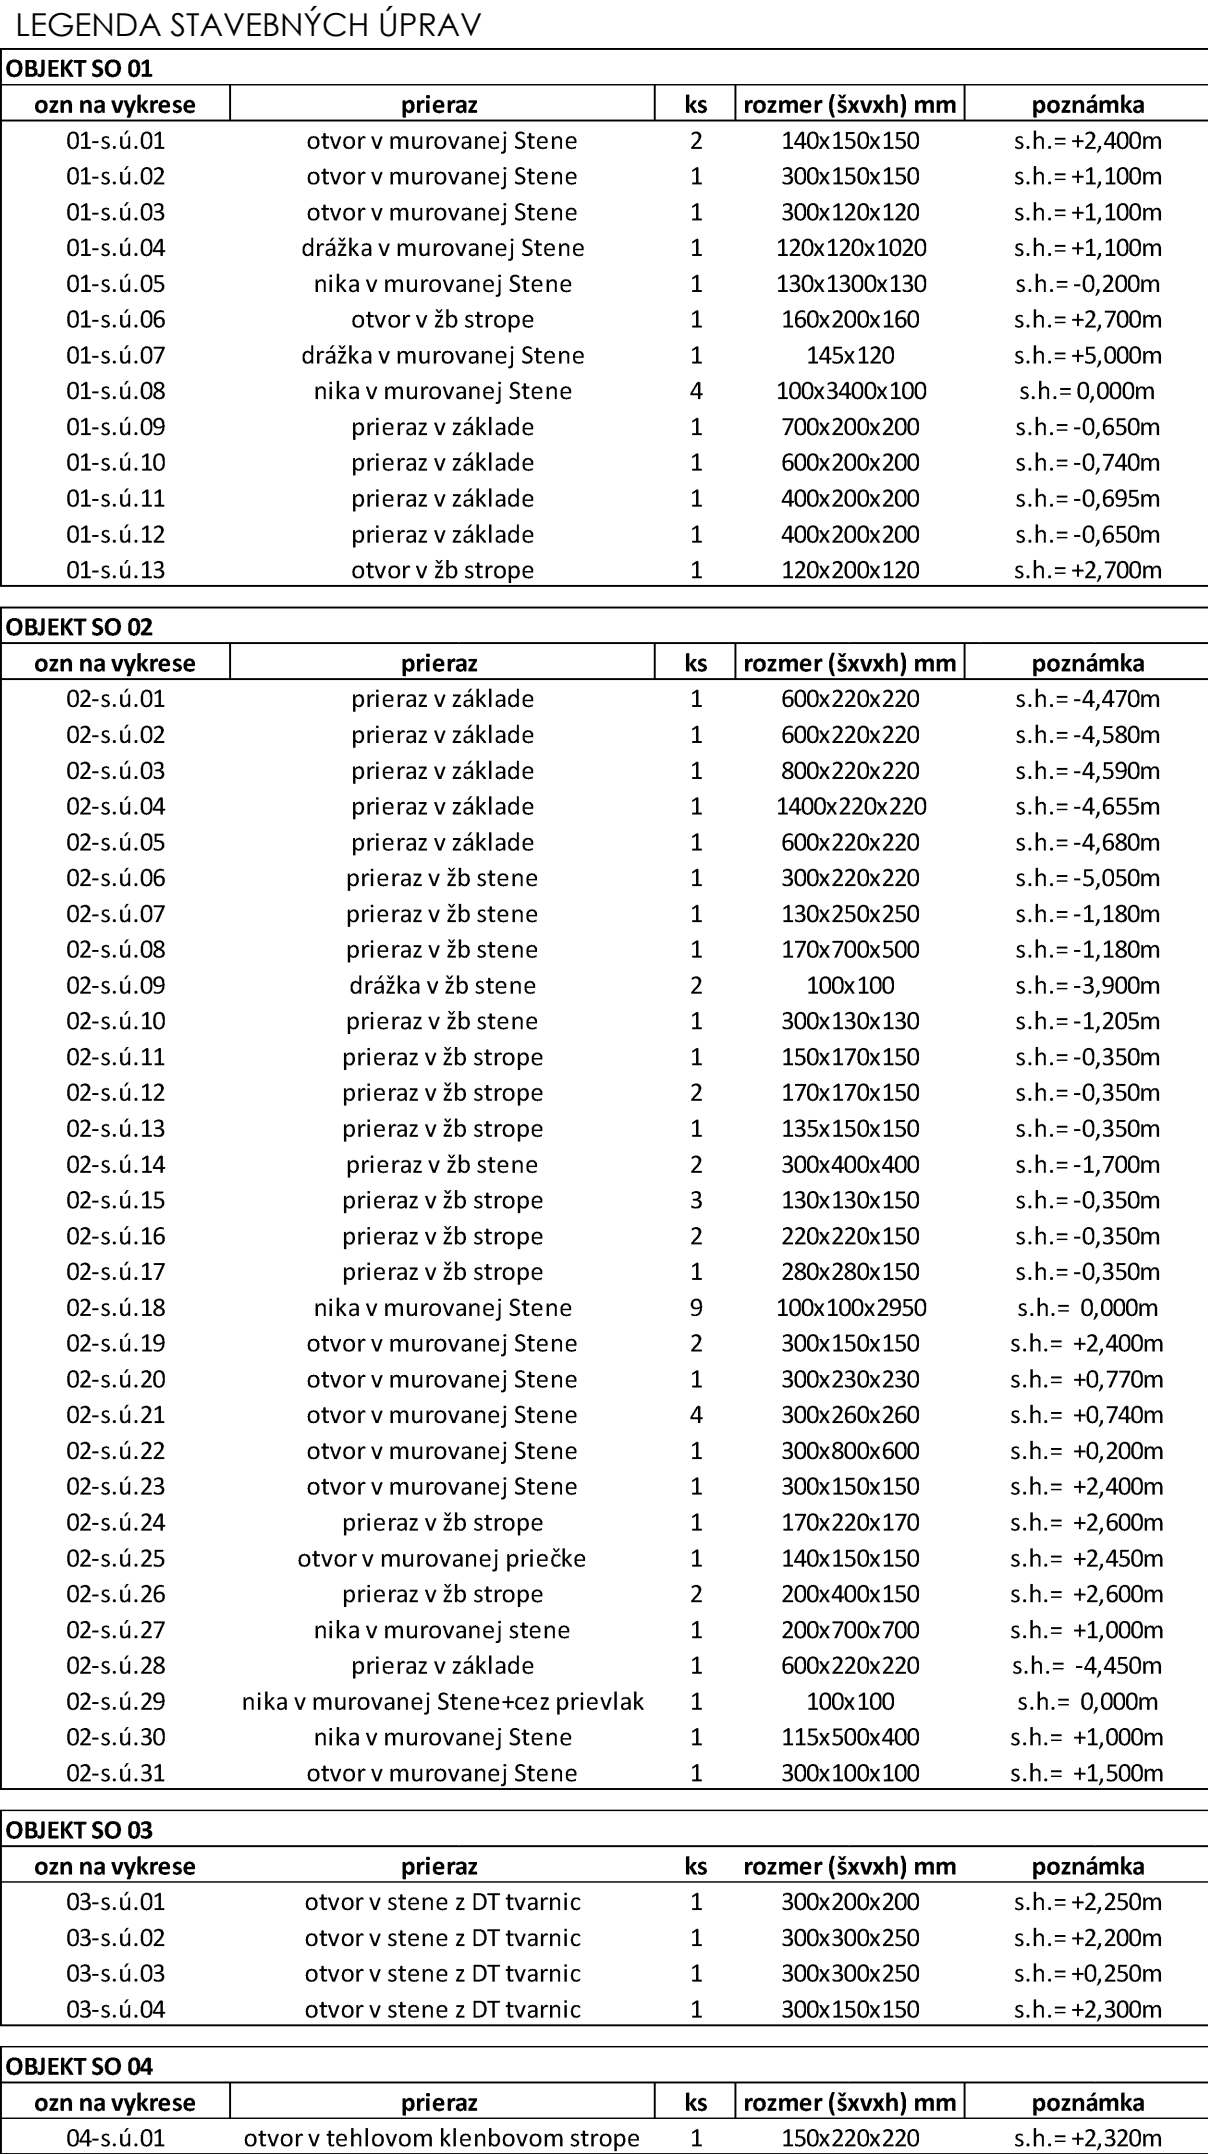 LEGENDA STAVEBNÝCH ÚPRAV
OBJEKT SO 01
ozn na vykrese prieraz ks rozmer (šxvxh) mm poznámka
01-s.ú.01 otvor v murovanej Stene 2 140x150x150 s.h.= +2,400m
01-s.ú.02 otvor v murovanej Stene 1 300x150x150 s.h.= +1,100m
01-s.ú.03 otvor v murovanej Stene 1 300x120x120 s.h.= +1,100m
01-s.ú.04 drážka v murovanej Stene 1 120x120x1020 s.h.= +1,100m
01-s.ú.05 nika v murovanej Stene 1 130x1300x130 s.h.= -0,200m
01-s.ú.06 otvor v žb strope 1 160x200x160 s.h.= +2,700m
01-s.ú.07 drážka v murovanej Stene 1 145x120 s.h.= +5,000m
01-s.ú.08 nika v murovanej Stene 4 100x3400x100 s.h.= 0,000m
01-s.ú.09 prieraz v základe 1 700x200x200 s.h.= -0,650m
01-s.ú.10 prieraz v základe 1 600x200x200 s.h.= -0,740m
01-s.ú.11 prieraz v základe 1 400x200x200 s.h.= -0,695m
01-s.ú.12 prieraz v základe 1 400x200x200 s.h.= -0,650m
01-s.ú.13 otvor v žb strope 1 120x200x120 s.h.= +2,700m
OBJEKT SO 02
ozn na vykrese prieraz ks rozmer (šxvxh) mm poznámka
02-s.ú.01 prieraz v základe 1 600x220x220 s.h.= -4,470m
02-s.ú.02 prieraz v základe 1 600x220x220 s.h.= -4,580m
02-s.ú.03 prieraz v základe 1 800x220x220 s.h.= -4,590m
02-s.ú.04 prieraz v základe 1 1400x220x220 s.h.= -4,655m
02-s.ú.05 prieraz v základe 1 600x220x220 s.h.= -4,680m
02-s.ú.06 prieraz v žb stene 1 300x220x220 s.h.= -5,050m
02-s.ú.07 prieraz v žb stene 1 130x250x250 s.h.= -1,180m
02-s.ú.08 prieraz v žb stene 1 170x700x500 s.h.= -1,180m
02-s.ú.09 drážka v žb stene 2 100x100 s.h.= -3,900m
02-s.ú.10 prieraz v žb stene 1 300x130x130 s.h.= -1,205m
02-s.ú.11 prieraz v žb strope 1 150x170x150 s.h.= -0,350m
02-s.ú.12 prieraz v žb strope 2 170x170x150 s.h.= -0,350m
02-s.ú.13 prieraz v žb strope 1 135x150x150 s.h.= -0,350m
02-s.ú.14 prieraz v žb stene 2 300x400x400 s.h.= -1,700m
02-s.ú.15 prieraz v žb strope 3 130x130x150 s.h.= -0,350m
02-s.ú.16 prieraz v žb strope 2 220x220x150 s.h.= -0,350m
02-s.ú.17 prieraz v žb strope 1 280x280x150 s.h.= -0,350m
02-s.ú.18 nika v murovanej Stene 9 100x100x2950 s.h.= 0,000m
02-s.ú.19 otvor v murovanej Stene 2 300x150x150 s.h.= +2,400m
02-s.ú.20 otvor v murovanej Stene 1 300x230x230 s.h.= +0,770m
02-s.ú.21 otvor v murovanej Stene 4 300x260x260 s.h.= +0,740m
02-s.ú.22 otvor v murovanej Stene 1 300x800x600 s.h.= +0,200m
02-s.ú.23 otvor v murovanej Stene 1 300x150x150 s.h.= +2,400m
02-s.ú.24 prieraz v žb strope 1 170x220x170 s.h.= +2,600m
02-s.ú.25 otvor v murovanej priečke 1 140x150x150 s.h.= +2,450m
02-s.ú.26 prieraz v žb strope 2 200x400x150 s.h.= +2,600m
02-s.ú.27 nika v murovanej stene 1 200x700x700 s.h.= +1,000m
02-s.ú.28 prieraz v základe 1 600x220x220 s.h.= -4,450m
02-s.ú.29 nika v murovanej Stene+cez prievlak 1 100x100 s.h.= 0,000m
02-s.ú.30 nika v murovanej Stene 1 115x500x400 s.h.= +1,000m
02-s.ú.31 otvor v murovanej Stene 1 300x100x100 s.h.= +1,500m
OBJEKT SO 03
ozn na vykrese prieraz ks rozmer (šxvxh) mm poznámka
03-s.ú.01 otvor v stene z DT tvarnic 1 300x200x200 s.h.= +2,250m
03-s.ú.02 otvor v stene z DT tvarnic 1 300x300x250 s.h.= +2,200m
03-s.ú.03 otvor v stene z DT tvarnic 1 300x300x250 s.h.= +0,250m
03-s.ú.04 otvor v stene z DT tvarnic 1 300x150x150 s.h.= +2,300m
OBJEKT SO 04
ozn na vykrese prieraz ks rozmer (šxvxh) mm poznámka
04-s.ú.01 otvor v tehlovom klenbovom strope 1 150x220x220 s.h.= +2,320m